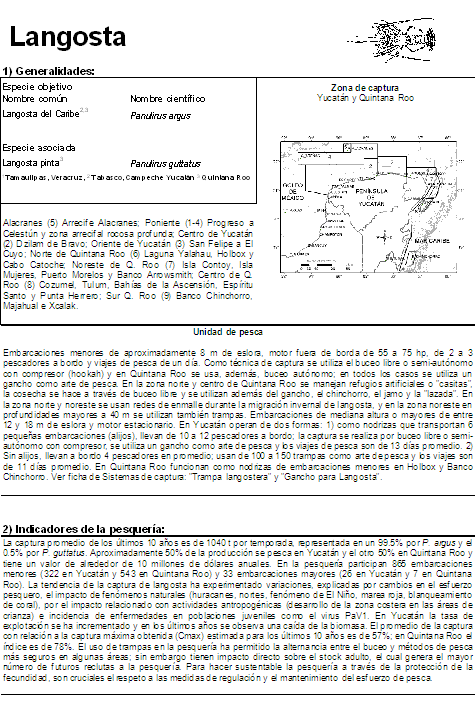 Langosta
1) Generalidades:
Especie objetivo
Nombre común Nombre científico
Langosta del Caribe 2,3 Panulirus argus
Especie asociada
Langosta pinta 3 Panulirus guttatus
1 Tamaulipas, Veracruz, 2 Tabasco, Campeche Yucatán 3 Quintana Roo
Zona de captura
Yucatán y Quintana Roo
GOLFO DE MÉXICO
PENÍNSULA DE YUCATÁN
MAR CARIBE
Alacranes (5) Arrecife Alacranes; Poniente (1-4) Progreso a
Celestún y zona arrecifal rocosa profunda; Centro de Yucatán
(2) Dzilam de Bravo; Oriente de Yucatán (3) San Felipe a El
Cuyo; Norte de Quintana Roo (6) Laguna Yalahau, Holbox y
Cabo Catoche; Noreste de Q. Roo (7) Isla Contoy, Isla
Mujeres, Puerto Morelos y Banco Arrowsmith; Centro de Q.
Roo (8) Cozumel, Tulum, Bahías de la Ascensión, Espíritu
Santo y Punta Herrero; Sur Q. Roo (9) Banco Chinchorro,
Majahual e Xcalak.
Unidad de pesca
Embarcaciones menores de aproximadamente 8 m de eslora, motor fuera de borda de 55 a 75 hp, de 2 a 3
pescadores a bordo y viajes de pesca de un día. Como técnica de captura se utiliza el buceo libre o semi-autónomo
con compresor (hookah) y en Quintana Roo se usa, además, buceo autónomo; en todos los casos se utiliza un
gancho como arte de pesca. En la zona norte y centro de Quintana Roo se manejan refugios artificiales o "casitas",
la cosecha se hace a través de buceo libre y se utilizan además del gancho, el chinchorro, el jamo y la "lazada". En
la zona norte y noreste se usan redes de enmalle durante la migración invernal de langosta, y en la zona noreste en
profundidades mayores a 40 m se utilizan también trampas. Embarcaciones de mediana altura o mayores de entre
12 y 18 m de eslora y motor estacionario. En Yucatán operan de dos formas: 1) como nodrizas que transportan 6
pequeñas embarcaciones (alijos), llevan de 10 a 12 pescadores a bordo; la captura se realiza por buceo libre o semi-
autónomo con compresor, se utiliza un gancho como arte de pesca y los viajes son de pesca de 13 días promedio. 2)
Sin alijos, llevan a bordo 4 pescadores en promedio; usan de 100 a 150 trampas como arte de pesca y los viajes son
de 11 días promedio. En Quintana Roo funcionan como nodrizas de embarcaciones menores en Holbox y Banco
Chinchorro. Ver ficha de Sistemas de captura: "Trampa langostera" y "Gancho para Langosta".
2) Indicadores de la pesquería:
La captura promedio de los últimos 10 años es de 1040 t por temporada, representada en un 99.5% por P. argus y el
0.5% por P. guttatus. Aproximadamente 50% de la producción se pesca en Yucatán y el otro 50% en Quintana Roo y
tiene un valor de alrededor de 10 millones de dólares anuales. En la pesquería participan 865 embarcaciones
menores (322 en Yucatán y 543 en Quintana Roo) y 33 embarcaciones mayores (26 en Yucatán y 7 en Quintana
Roo). La tendencia de la captura de langosta ha experimentado variaciones, explicadas por cambios en el esfuerzo
pesquero, el impacto de fenómenos naturales (huracanes, nortes, fenómeno de El Niño, marea roja, blanqueamiento
de coral), por el impacto relacionado con actividades antropogénicas (desarrollo de la zona costera en las áreas de
crianza) e incidencia de enfermedades en poblaciones juveniles como el virus PaV1. En Yucatán la tasa de
explotación se ha incrementado y en los últimos años se observa una caída de la biomasa. El promedio de la captura
con relación a la captura máxima obtenida (Cmax) estimada para los últimos 10 años es de 57%; en Quintana Roo el
índice es de 78%. El uso de trampas en la pesquería ha permitido la alternancia entre el buceo y métodos de pesca
más seguros en algunas áreas; sin embargo tienen impacto directo sobre el stock adulto, el cual genera el mayor
número de futuros reclutas a la pesquería. Para hacer sustentable la pesquería a través de la protección de la
fecundidad, son cruciales el respeto a las medidas de regulación y el mantenimiento del esfuerzo de pesca.